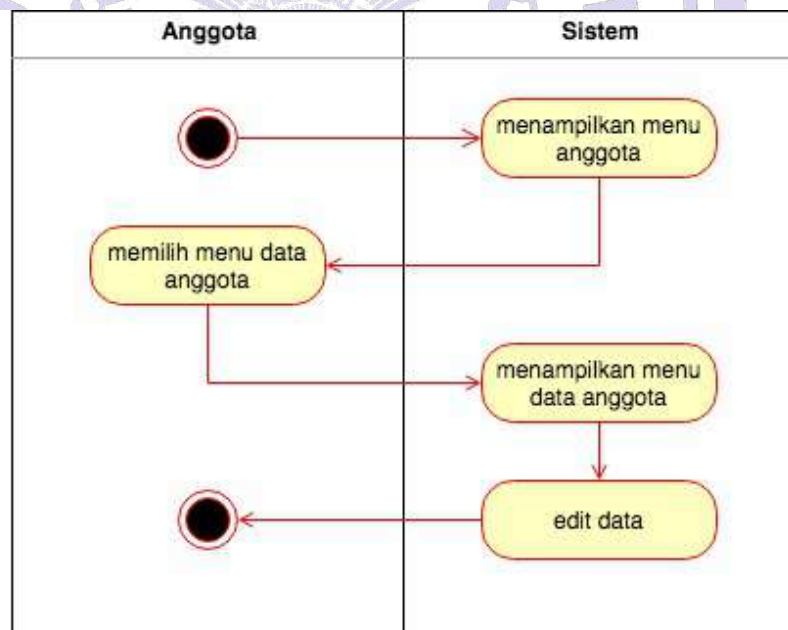 Anggota
Sistem
menampilkan menu
anggota
memilih menu data
anggota
menampilkan menu
data anggota
edit data